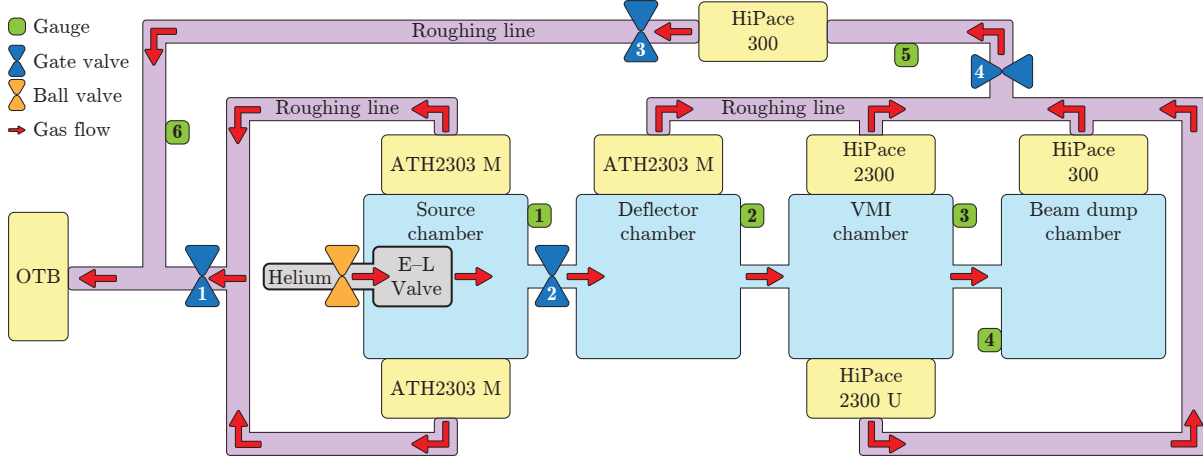 Gauge
Gate valve
Ball valve
Gas flow
Roughing line
3
HiPace
300
5
4
6
Roughing line
Roughing line
ATH2303 M
ATH2303 M
HiPace
2300
HiPace
300
Source
chamber
1
Deflector
chamber
2
VMI
chamber
3
Beam dump
chamber
OTB
1
Helium
E–L
Valve
2
4
ATH2303 M
HiPace
2300 U